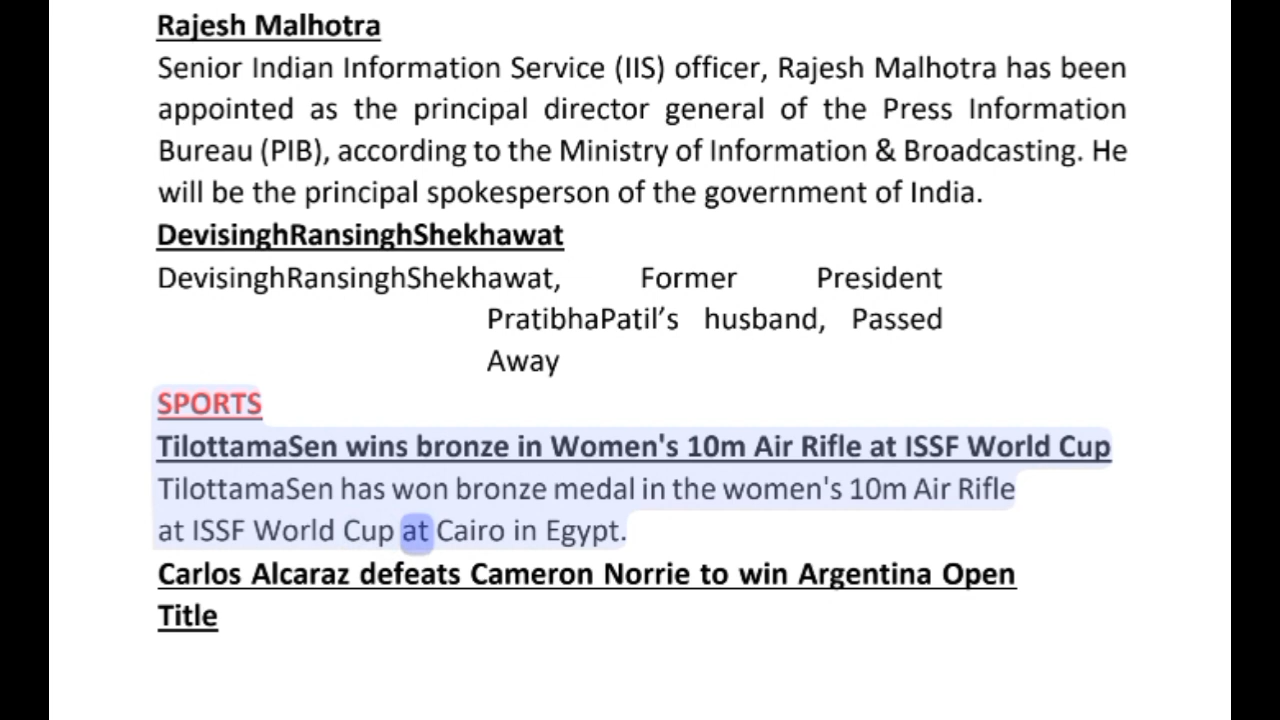 Rajesh Malhotra
Senior Indian Information Service (IIS) officer, Rajesh Malhotra has been
appointed as the principal director general of the Press Information
Bureau (PIB), according to the Ministry of Information & Broadcasting. He
will be the principal spokesperson of the government of India.
DevisinghRansinghShekhawat
DevisinghRansinghShekhawat, Former President
PratibhaPatil’s husband, Passed
Away
SPORTS
TilottamaSen wins bronze in Women's 10m Air Rifle at ISSF World Cup
TilottamaSen has won bronze medal in the women's 10m Air Rifle
at ISSF World Cup at Cairo in Egypt.
Carlos Alcaraz defeats Cameron Norrie to win Argentina Open
Title